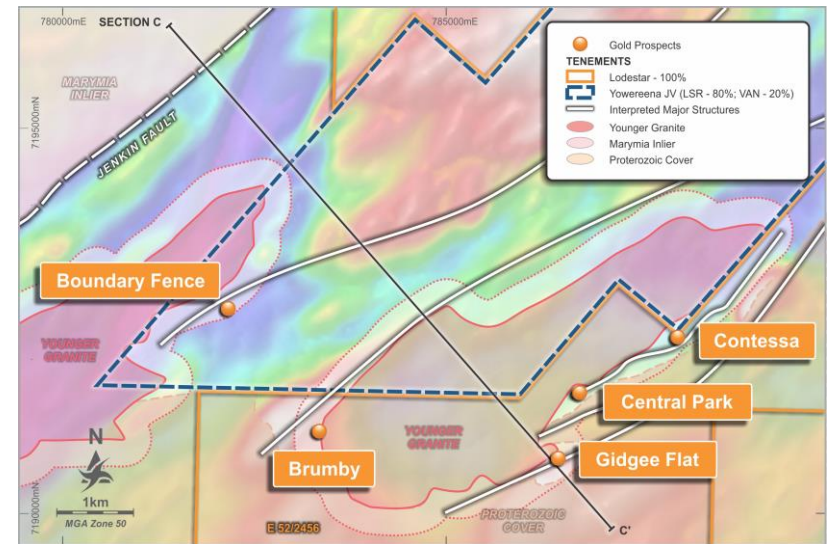 780000mE
SECTION C
785000mE
7195000mN
7190000mN
MARYMIA
INLIER
JENKIN FAULT
Gold Prospects
TENEMENTS
Lodestar - 100%
Yowereena JV (LSR - 80%; VAN - 20%)
Interpreted Major Structures
Younger Granite
Marymia Inlier
Proterozoic Cover
Boundary Fence
YOUNGER
GRANITE
Contessa
Central Park
YOUNGER
GRANITE
Brumby
Gidgee Flat
N
1km
MGA Zone 50
E 52/2456
PROTEROZOIC
COVER
C'